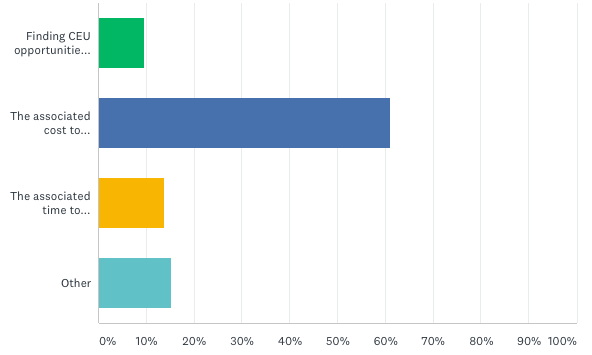 Finding CEU
opportunitie...
The associated
cost to...
The associated
time to...
Other
0% 10% 20% 30% 40% 50% 60% 70% 80% 90% 100%